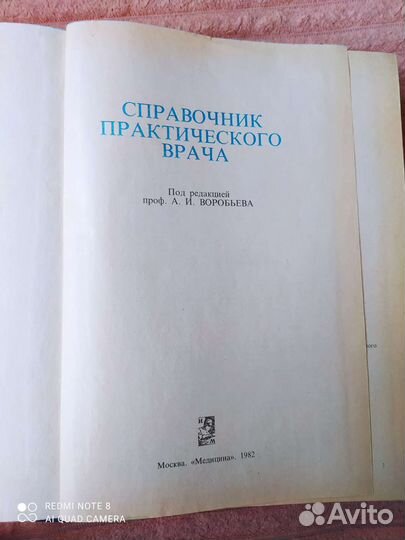 СПРАВОЧНИК
ПРАКТИЧЕСКОГО
ВРАЧА
Под редакцией
проф. А. И. ВОРОБЬЕВА
И
М
Москва. «Медицина». 1982
REDMI NOTE 8
AI QUAD CAMERA
Avito